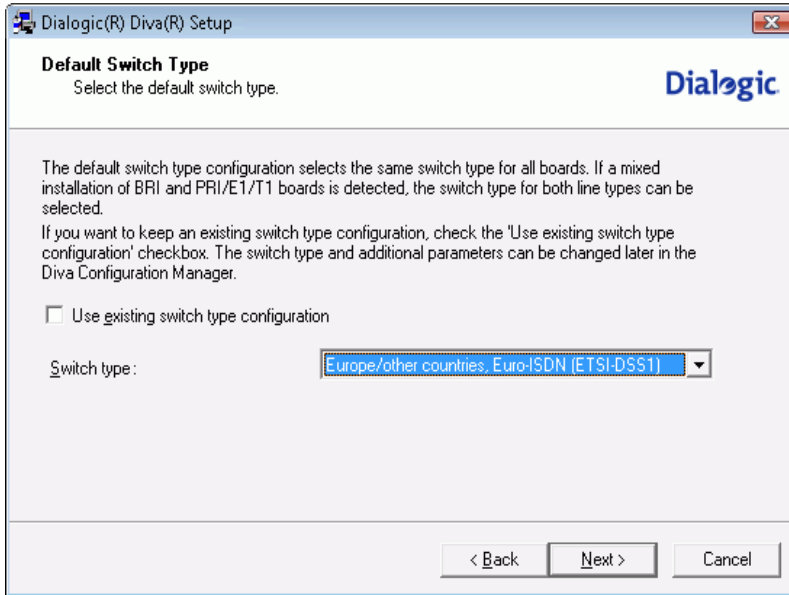 Dialogic(R) Diva(R) Setup
Default Switch Type
Select the default switch type.
Dialogic
The default switch type configuration selects the same switch type for all boards. If a mixed
installation of BRI and PRI/E1/T1 boards is detected, the switch type for both line types can be
selected.
If you want to keep an existing switch type configuration, check the 'Use existing switch type
configuration' checkbox. The switch type and additional parameters can be changed later in the
Diva Configuration Manager.
Use existing switch type configuration
Switch type:
Europe/other countries, Euro-ISDN (ETSI-DSS1)
< Back
Next >
Cancel